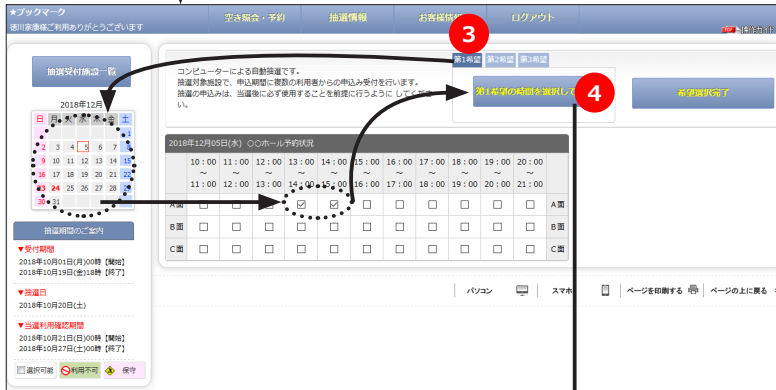 ★ブックマーク
徳川家康様ご利用ありがとうございます
空き照会・予約
抽選情報
お客様情
ログアウト
PDF
操作ガイド
3
抽選受付施設一覧
2018年12月
日 月 火 水 木 金 土
1
2 3 4 5 6 7
9 10 11 12 13 14 15
16 17 18 19 20 21 22
23 24 25 26 27 28 29
30 31
抽選期間のご案内
▼受付期間
2018年10月01日(月)00時【開始】
2018年10月19日(金)18時【終了】
▼抽選日
2018年10月20日(土)
▼当選利用確認期間
2018年10月21日(日)00時【開始】
2018年10月27日(土)00時【終了】
選択可能 利用不可 保守
コンピューターによる自動抽選です。
抽選対象施設で、申込期間に複数の利用者からの申込み受付を行います。
抽選の申込みは、当選後に必ず使用することを前提に行うように してくださ
い。
第1希望 第2希望 第3希望
第1希望の時間を選択して
4
希望選択完了
2018年12月05日(水) 〇〇ホール予約状況
10:00 11:00 12:00 13:00 14:00 15:00 16:00 17:00 18:00 19:00 20:00
～ ～ ～ ～ ～ ～ ～ ～ ～ ～ ～
11:00 12:00 13:00 14:00 15:00 16:00 17:00 18:00 19:00 20:00 21:00
A面 ☐ ☐ ☐ ☑ ☑ ☐ ☐ ☐ ☐ ☐ ☐ A面
B面 ☐ ☐ ☐ ☐ ☐ ☐ ☐ ☐ ☐ ☐ ☐ B面
C面 ☐ ☐ ☐ ☐ ☐ ☐ ☐ ☐ ☐ ☐ ☐ C面
パソコン
スマホ
ページを印刷する
ページの上に戻る